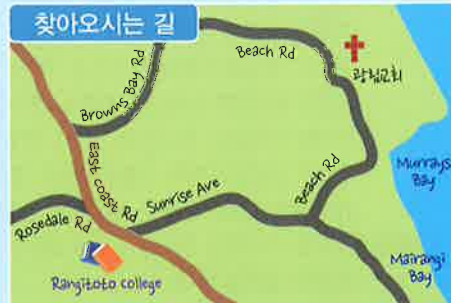 찾아오시는 길
Beach Rd
광림교회
Browns Bay Rd
East coast Rd
Murrays
Bay
Beach Rd
Sunrise Ave
Rosedale Rd
Mairangi
Bay
Rangitoto college